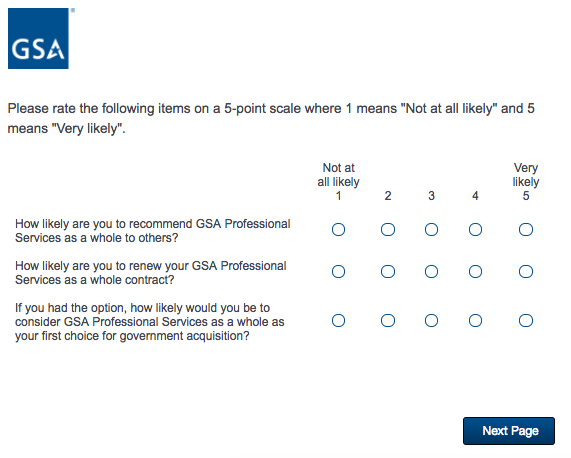 GSA
Please rate the following items on a 5-point scale where 1 means "Not at all likely" and 5
means "Very likely".
Not at
all likely
1
2
3
4
Very
likely
5
How likely are you to recommend GSA Professional
Services as a whole to others?
How likely are you to renew your GSA Professional
Services as a whole contract?
If you had the option, how likely would you be to
consider GSA Professional Services as a whole as
your first choice for government acquisition?
Next Page